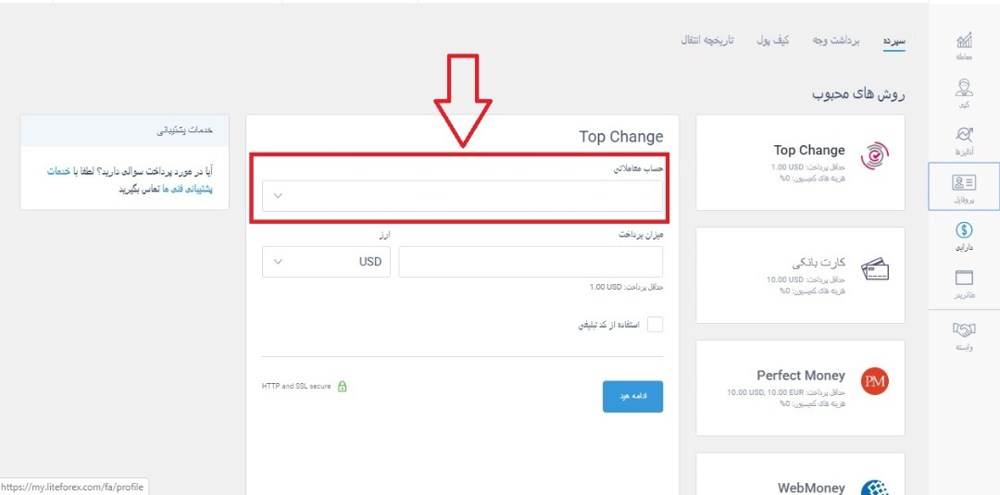 سپرده
برداشت وجه
کیف پول
تاریخچه انتقال
روش های محبوب
معامله
کپی
آنالیزها
پروفایل
دارایی
متاتریدر
وابسته
Top Change
حداقل پرداخت: 1.00 USD
هزینه های کمیسیون: 0%
کارت بانکی
حداقل پرداخت: 10.00 USD
هزینه های کمیسیون: 0%
Perfect Money
حداقل پرداخت: 10.00 USD, 10.00 EUR
هزینه های کمیسیون: 0%
WebMoney
Top Change
حساب معاملاتی
میزان پرداخت
ارز
USD
حداقل پرداخت: 1.00 USD
استفاده از کد تبلیغی
ادامه هید
HTTP and SSL secure
خدمات پشتیبانی
آیا در مورد پرداخت سوالی دارید؟ لطفا با خدمات
پشتیبانی فنی ما تماس بگیرید
https://my.liteforex.com/fa/profile